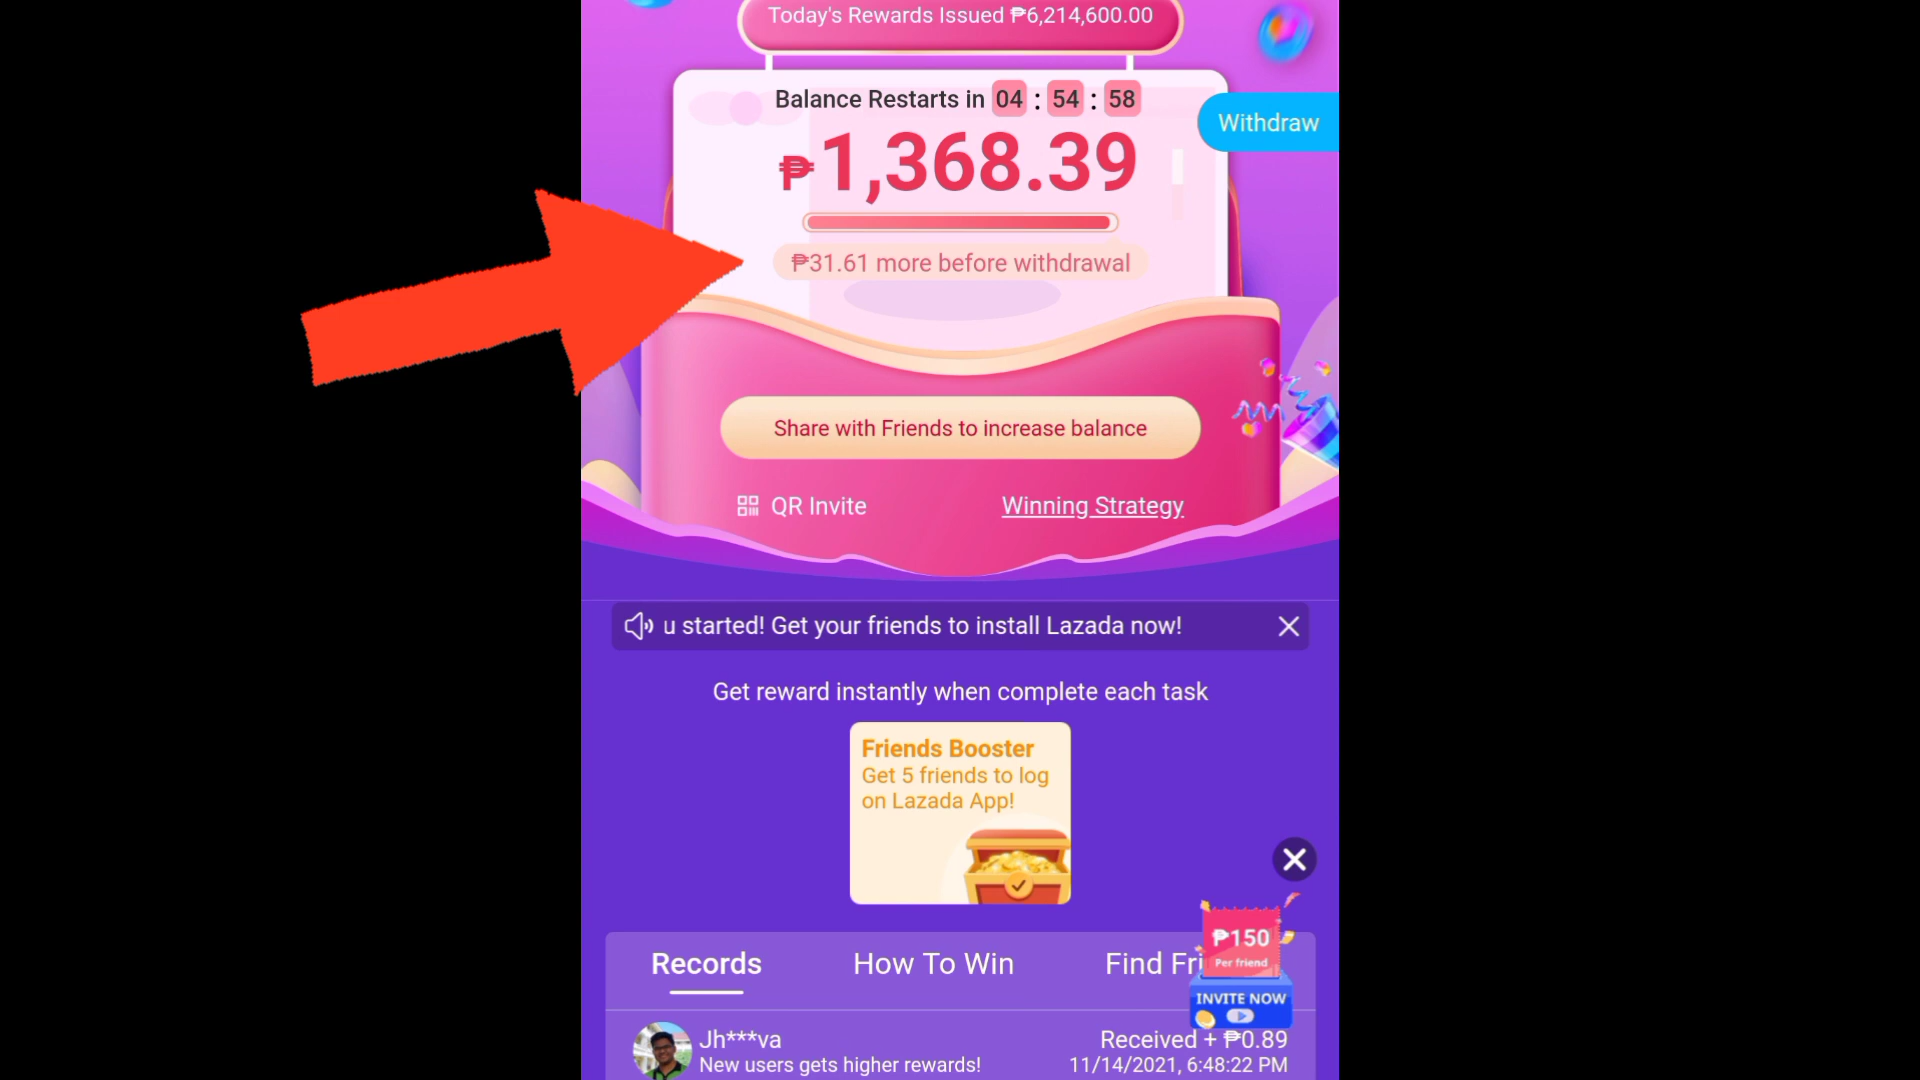 Today's Rewards Issued ₱6,214,600.00
Balance Restarts in 04 : 54 : 58
Withdraw
₱1,368.39
₱31.61 more before withdrawal
Share with Friends to increase balance
QR Invite
Winning Strategy
u started! Get your friends to install Lazada now!
Get reward instantly when complete each task
Friends Booster
Get 5 friends to log
on Lazada App!
₱150
Per friend
INVITE NOW
Records
How To Win
Find Fri
Jh***va
Received + ₱0.89
New users gets higher rewards!
11/14/2021, 6:48:22 PM